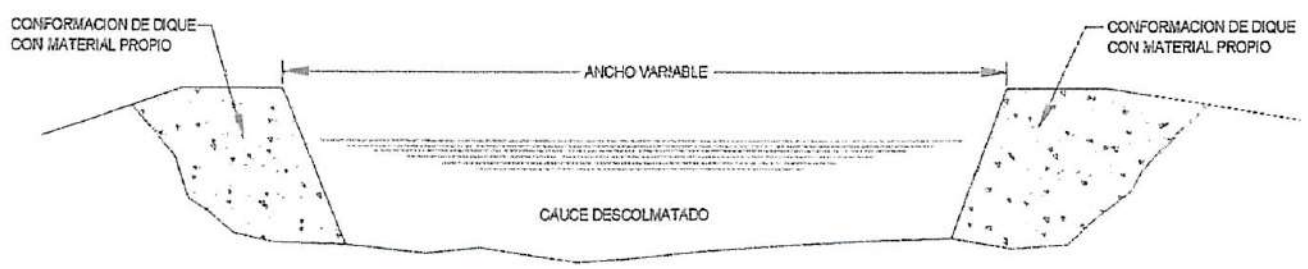 CONFORMACION DE DIQUE
CON MATERIAL PROPIO
CONFORMACION DE DIQUE
CON MATERIAL PROPIO
ANCHO VARIABLE
CAUCE DESCOLMATADO